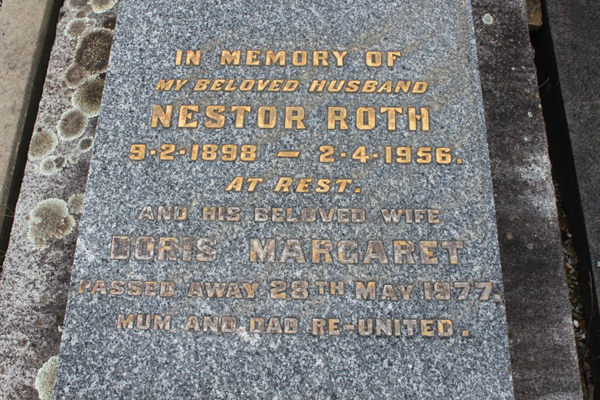 IN MEMORY OF
MY BELOVED HUSBAND
NESTOR ROTH
9·2·1898 — 2·4·1956.
AT REST.
AND HIS BELOVED WIFE
DORIS MARGARET
PASSED AWAY 28TH MAY 1977.
MUM AND DAD RE-UNITED.